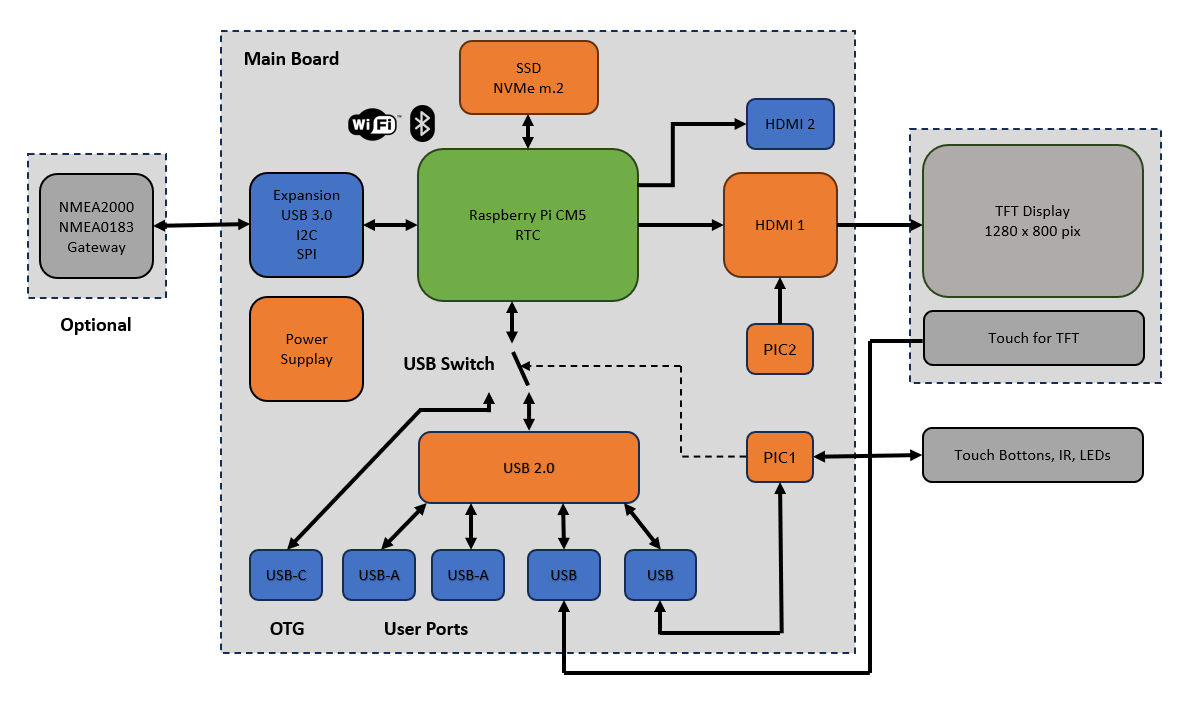 Main Board
SSD
NVMe m.2
WiFi™
HDMI 2
NMEA2000
NMEA0183
Gateway
Optional
Expansion
USB 3.0
I2C
SPI
Raspberry Pi CM5
RTC
HDMI 1
TFT Display
1280 x 800 pix
Power
Supplay
USB Switch
PIC2
Touch for TFT
USB 2.0
PIC1
Touch Bottons, IR, LEDs
USB-C
USB-A
USB-A
USB
USB
OTG
User Ports